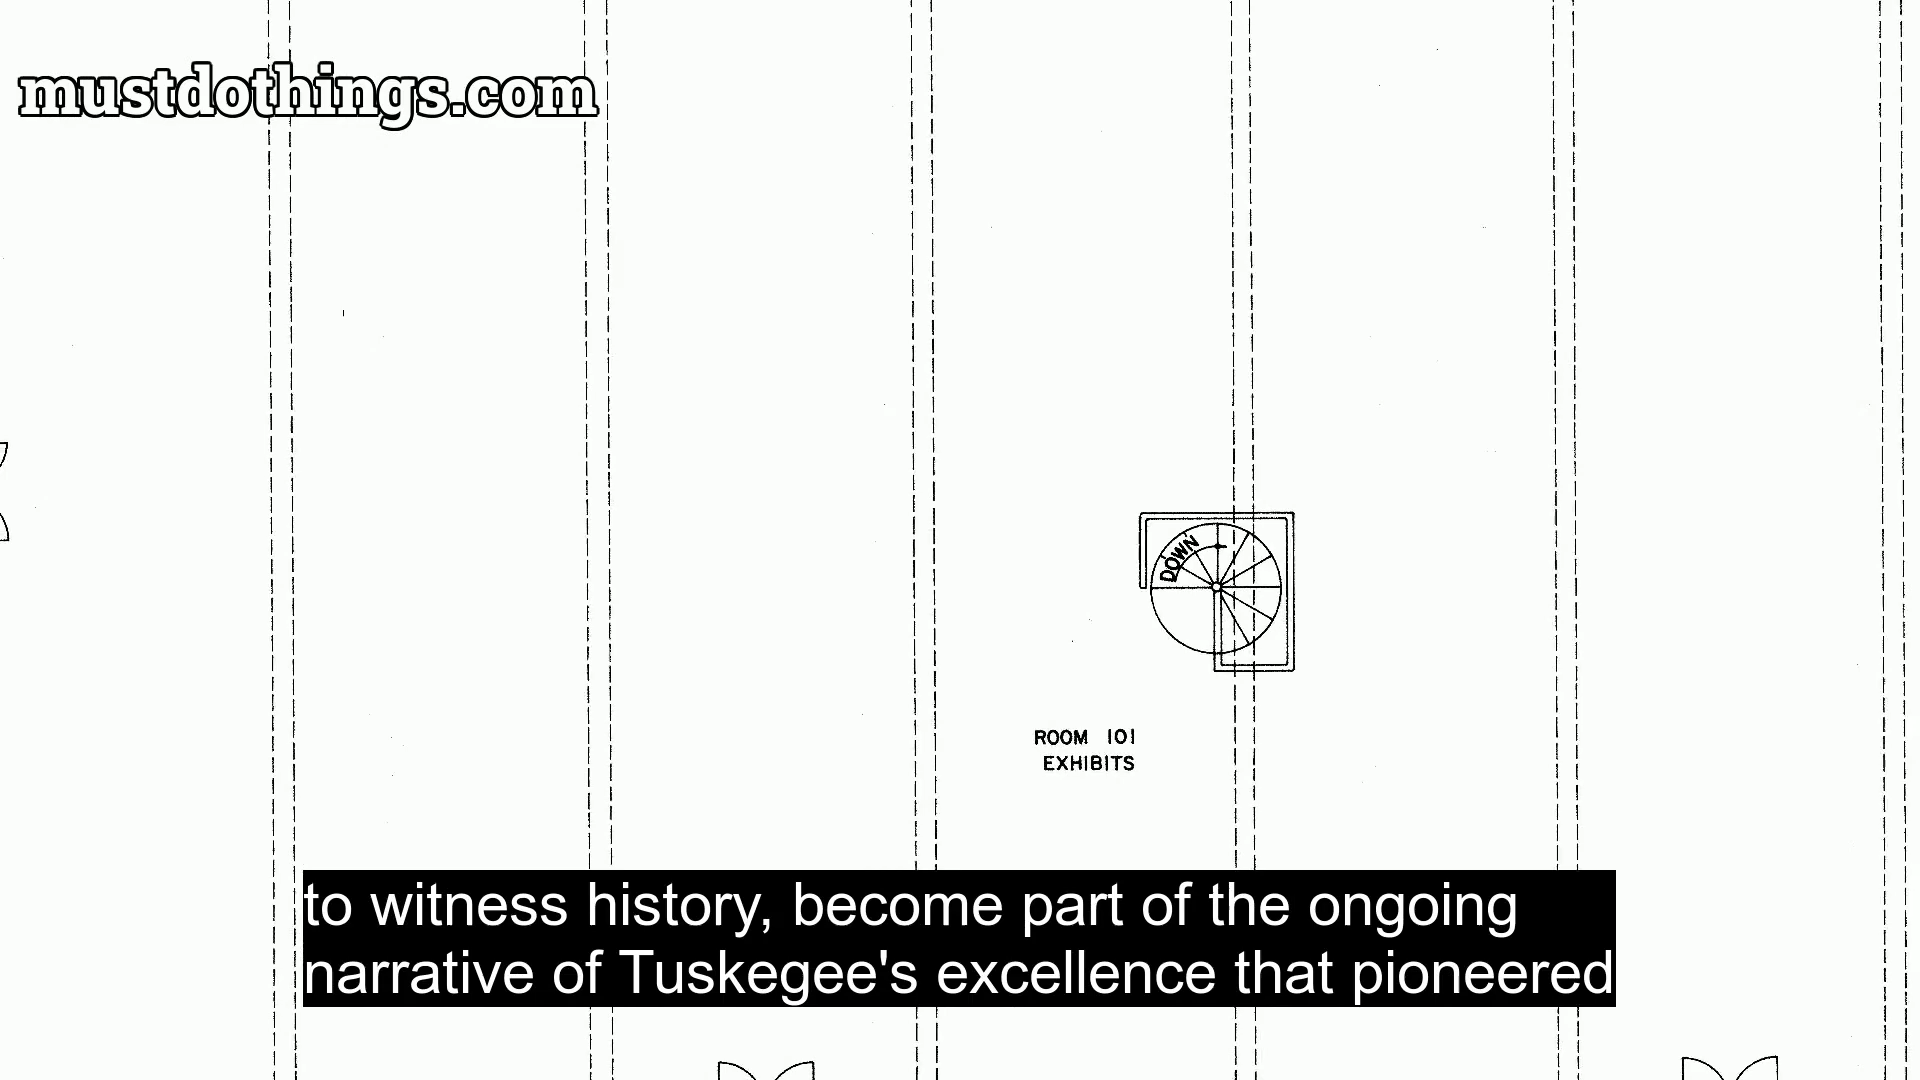 mustdothings.com
DOWN
ROOM 101
EXHIBITS
to witness history, become part of the ongoing
narrative of Tuskegee's excellence that pioneered